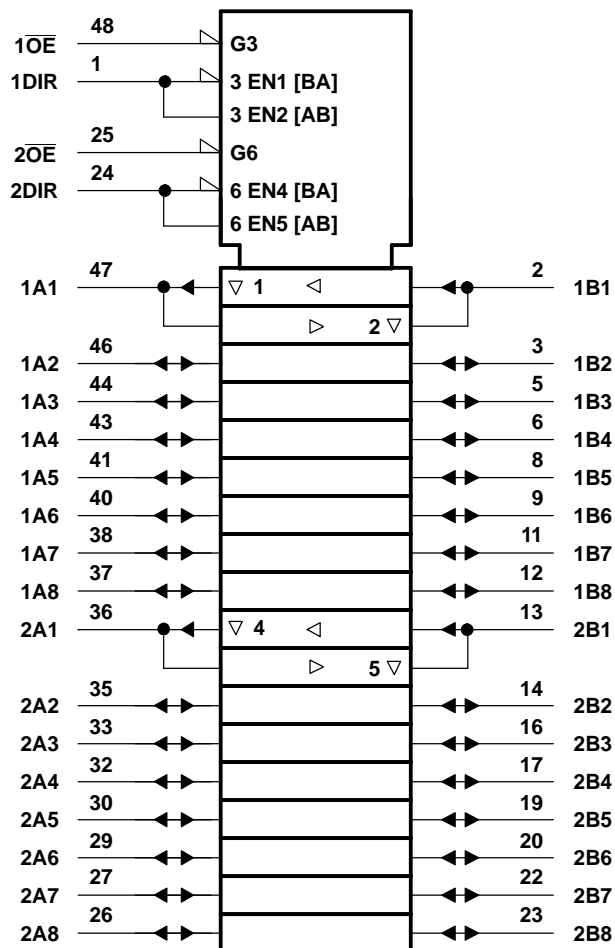 48
1O̅E̅ G3
1
1DIR 3 EN1 [BA]
3 EN2 [AB]
25
2O̅E̅ G6
24
2DIR 6 EN4 [BA]
6 EN5 [AB]
47 2
1A1 ▽ 1 ◁ 1B1
▷ 2 ▽
46 3
1A2 1B2
44 5
1A3 1B3
43 6
1A4 1B4
41 8
1A5 1B5
40 9
1A6 1B6
38 11
1A7 1B7
37 12
1A8 1B8
36 13
2A1 ▽ 4 ◁ 2B1
▷ 5 ▽
35 14
2A2 2B2
33 16
2A3 2B3
32 17
2A4 2B4
30 19
2A5 2B5
29 20
2A6 2B6
27 22
2A7 2B7
26 23
2A8 2B8